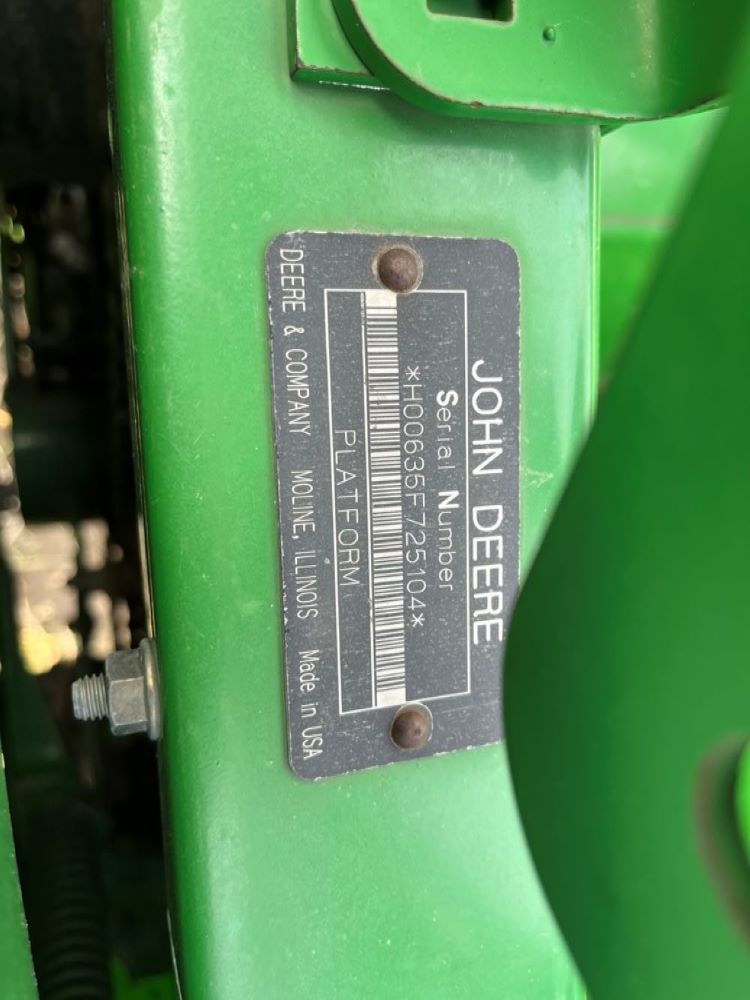 JOHN DEERE
Serial Number
*H00635F725104*
PLATFORM
DEERE & COMPANY MOLINE, ILLINOIS Made in USA